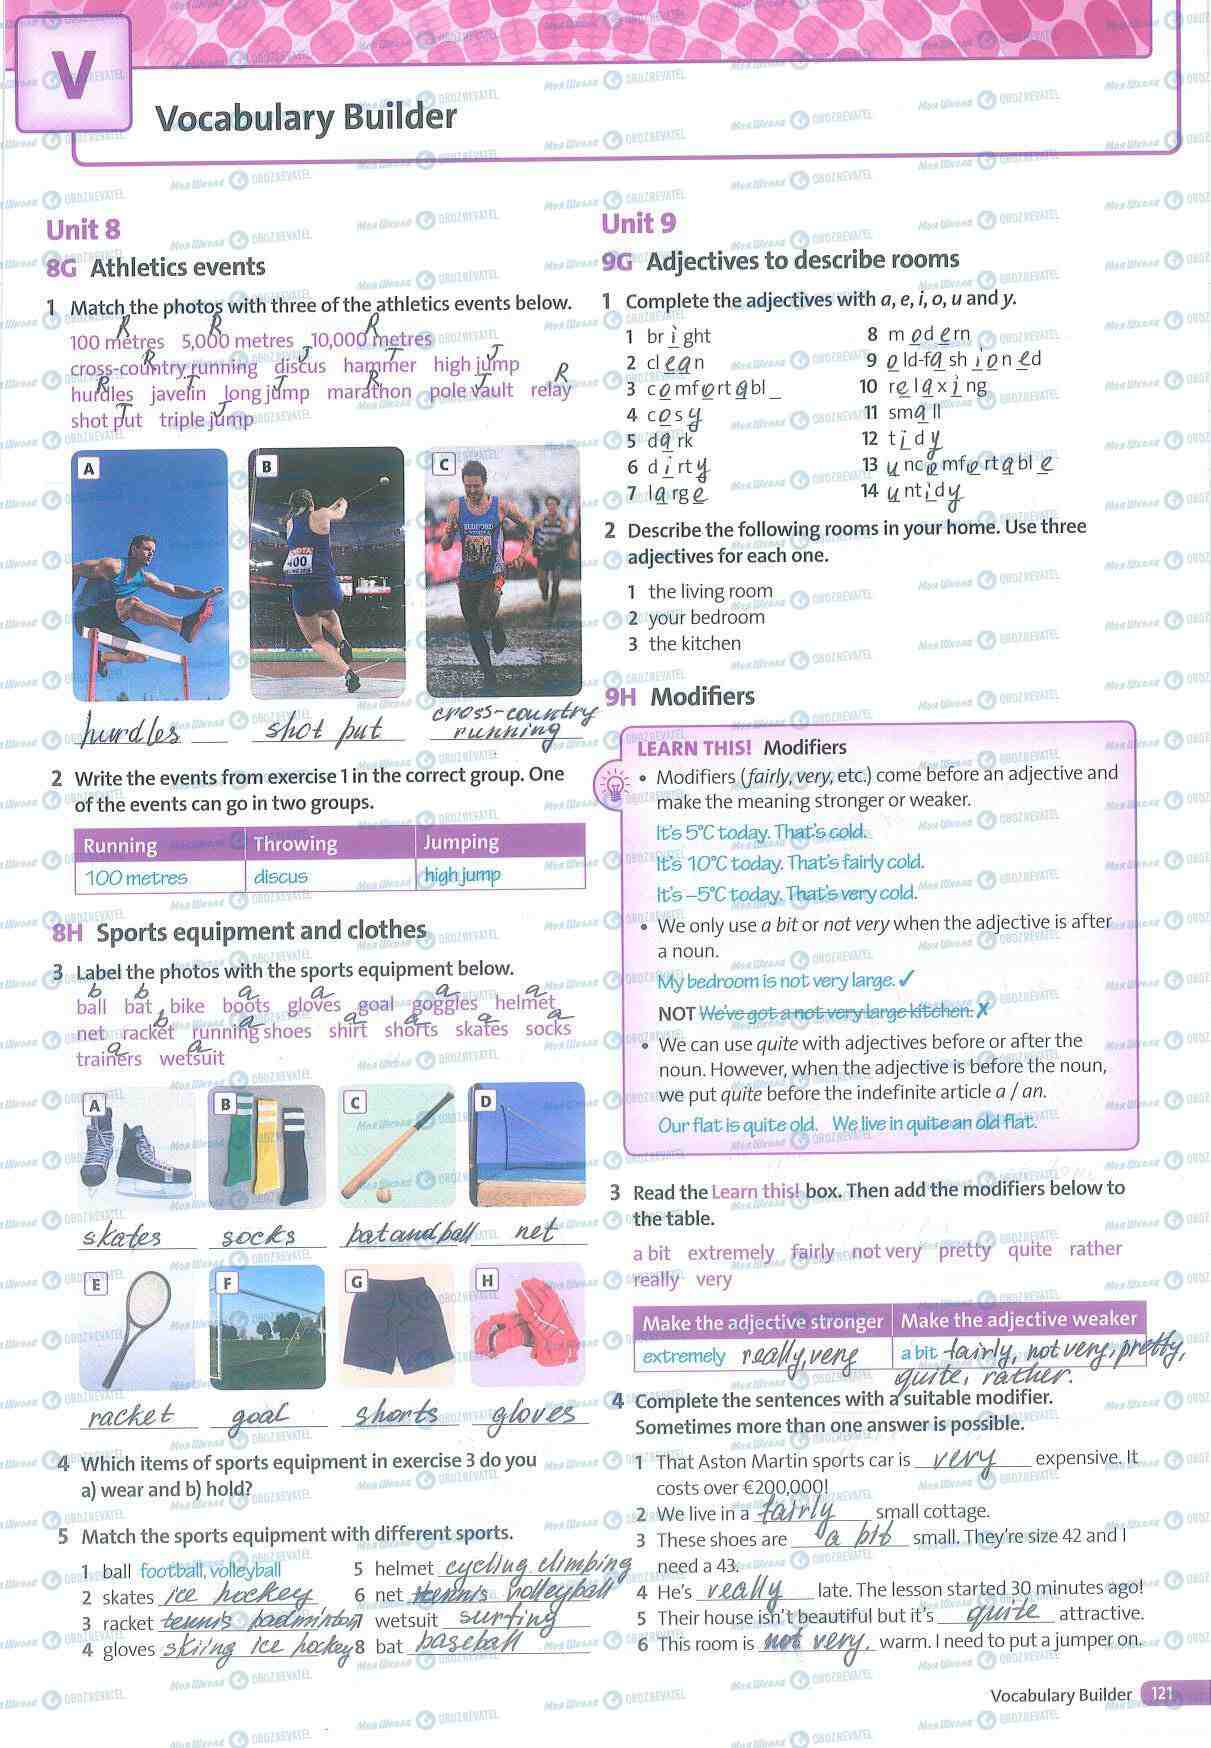 V
Vocabulary Builder
Unit 8
8G Athletics events
1 Match the photos with three of the athletics events below.
R R R
100 metres 5,000 metres 10,000 metres
R J T J
cross-country running discus hammer high jump
R T J R J R
hurdles javelin long jump marathon pole vault relay
T J
shot put triple jump
A B C
hurdles shot put cross-country running
2 Write the events from exercise 1 in the correct group. One
of the events can go in two groups.
Running Throwing Jumping
100 metres discus high jump
8H Sports equipment and clothes
3 Label the photos with the sports equipment below.
b b a a a a
ball bat bike boots gloves goal goggles helmet
b a a a a a
net racket running shoes shirt shorts skates socks
a a
trainers wetsuit
A B C D
skates socks bat and ball net
E F G H
racket goal shorts gloves
4 Which items of sports equipment in exercise 3 do you
a) wear and b) hold?
5 Match the sports equipment with different sports.
1 ball football, volleyball
2 skates ice hockey
3 racket tennis badminton
4 gloves skiing ice hockey
5 helmet cycling climbing
6 net tennis volleyball
7 wetsuit surfing
8 bat baseball
Unit 9
9G Adjectives to describe rooms
1 Complete the adjectives with a, e, i, o, u and y.
1 br i ght
2 cl e a n
3 c o mf o rt a bl _
4 c o s y
5 d a rk
6 d i rt y
7 l a rg e
8 m o d e rn
9 o ld-f a sh i o n e d
10 r e l a x i ng
11 sm a ll
12 t i d y
13 u nc o mf o rt a bl e
14 u nt i d y
2 Describe the following rooms in your home. Use three
adjectives for each one.
1 the living room
2 your bedroom
3 the kitchen
9H Modifiers
LEARN THIS! Modifiers
• Modifiers (fairly, very, etc.) come before an adjective and
make the meaning stronger or weaker.
It's 5°C today. That's cold.
It's 10°C today. That's fairly cold.
It's –5°C today. That's very cold.
• We only use a bit or not very when the adjective is after
a noun.
My bedroom is not very large. ✓
NOT We've got a not very large kitchen. ✗
• We can use quite with adjectives before or after the
noun. However, when the adjective is before the noun,
we put quite before the indefinite article a / an.
Our flat is quite old. We live in quite an old flat.
3 Read the Learn this! box. Then add the modifiers below to
the table.
a bit extremely fairly not very pretty quite rather
really very
Make the adjective stronger Make the adjective weaker
extremely really, very a bit fairly, not very, pretty,
quite, rather.
4 Complete the sentences with a suitable modifier.
Sometimes more than one answer is possible.
1 That Aston Martin sports car is very expensive. It
costs over €200,000!
2 We live in a fairly small cottage.
3 These shoes are a bit small. They're size 42 and I
need a 43.
4 He's really late. The lesson started 30 minutes ago!
5 Their house isn't beautiful but it's quite attractive.
6 This room is not very warm. I need to put a jumper on.
Vocabulary Builder 121